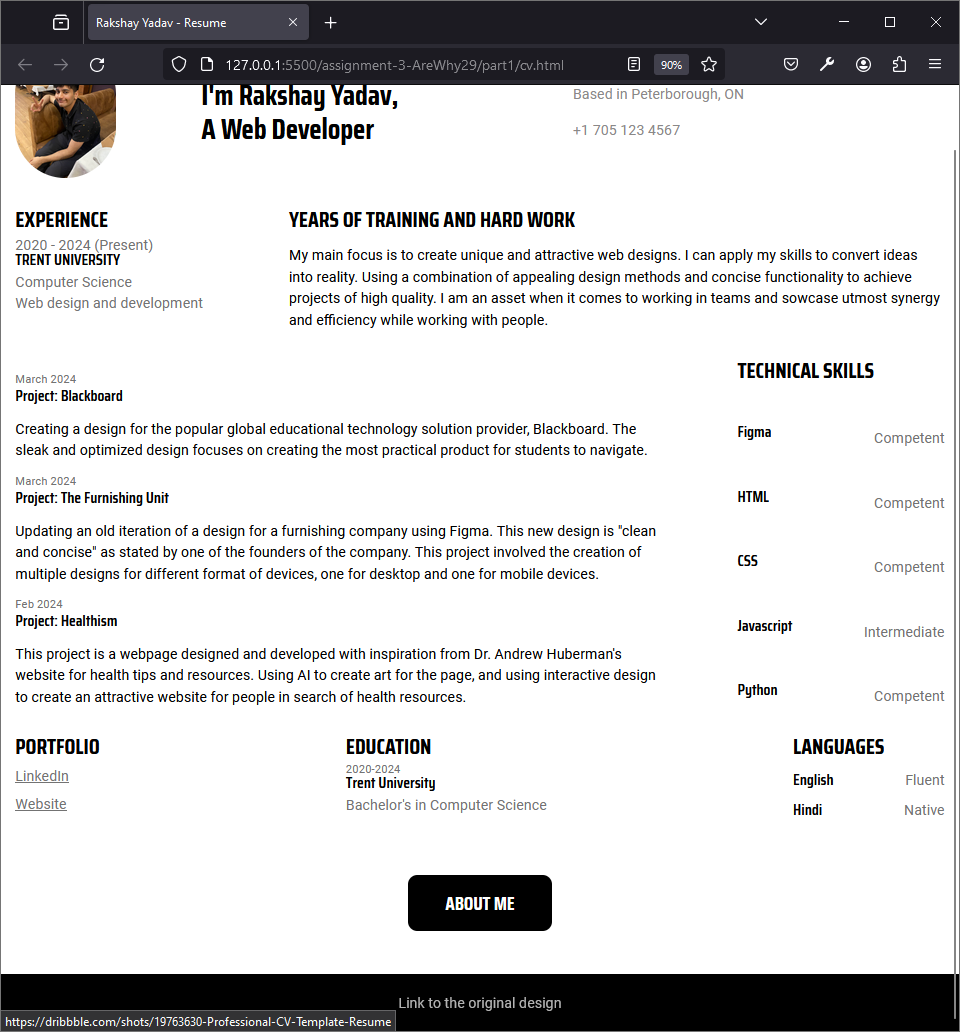 Rakshay Yadav - Resume
127.0.0.1:5500/assignment-3-AreWhy29/part1/cv.html
90%
I'm Rakshay Yadav,
A Web Developer
Based in Peterborough, ON
+1 705 123 4567
EXPERIENCE
2020 - 2024 (Present)
TRENT UNIVERSITY
Computer Science
Web design and development
YEARS OF TRAINING AND HARD WORK
My main focus is to create unique and attractive web designs. I can apply my skills to convert ideas
into reality. Using a combination of appealing design methods and concise functionality to achieve
projects of high quality. I am an asset when it comes to working in teams and sowcase utmost synergy
and efficiency while working with people.
March 2024
Project: Blackboard
Creating a design for the popular global educational technology solution provider, Blackboard. The
sleak and optimized design focuses on creating the most practical product for students to navigate.
March 2024
Project: The Furnishing Unit
Updating an old iteration of a design for a furnishing company using Figma. This new design is "clean
and concise" as stated by one of the founders of the company. This project involved the creation of
multiple designs for different format of devices, one for desktop and one for mobile devices.
Feb 2024
Project: Healthism
This project is a webpage designed and developed with inspiration from Dr. Andrew Huberman's
website for health tips and resources. Using AI to create art for the page, and using interactive design
to create an attractive website for people in search of health resources.
TECHNICAL SKILLS
Figma Competent
HTML Competent
CSS Competent
Javascript Intermediate
Python Competent
PORTFOLIO
LinkedIn
Website
EDUCATION
2020-2024
Trent University
Bachelor's in Computer Science
LANGUAGES
English Fluent
Hindi Native
ABOUT ME
Link to the original design
https://dribbble.com/shots/19763630-Professional-CV-Template-Resume